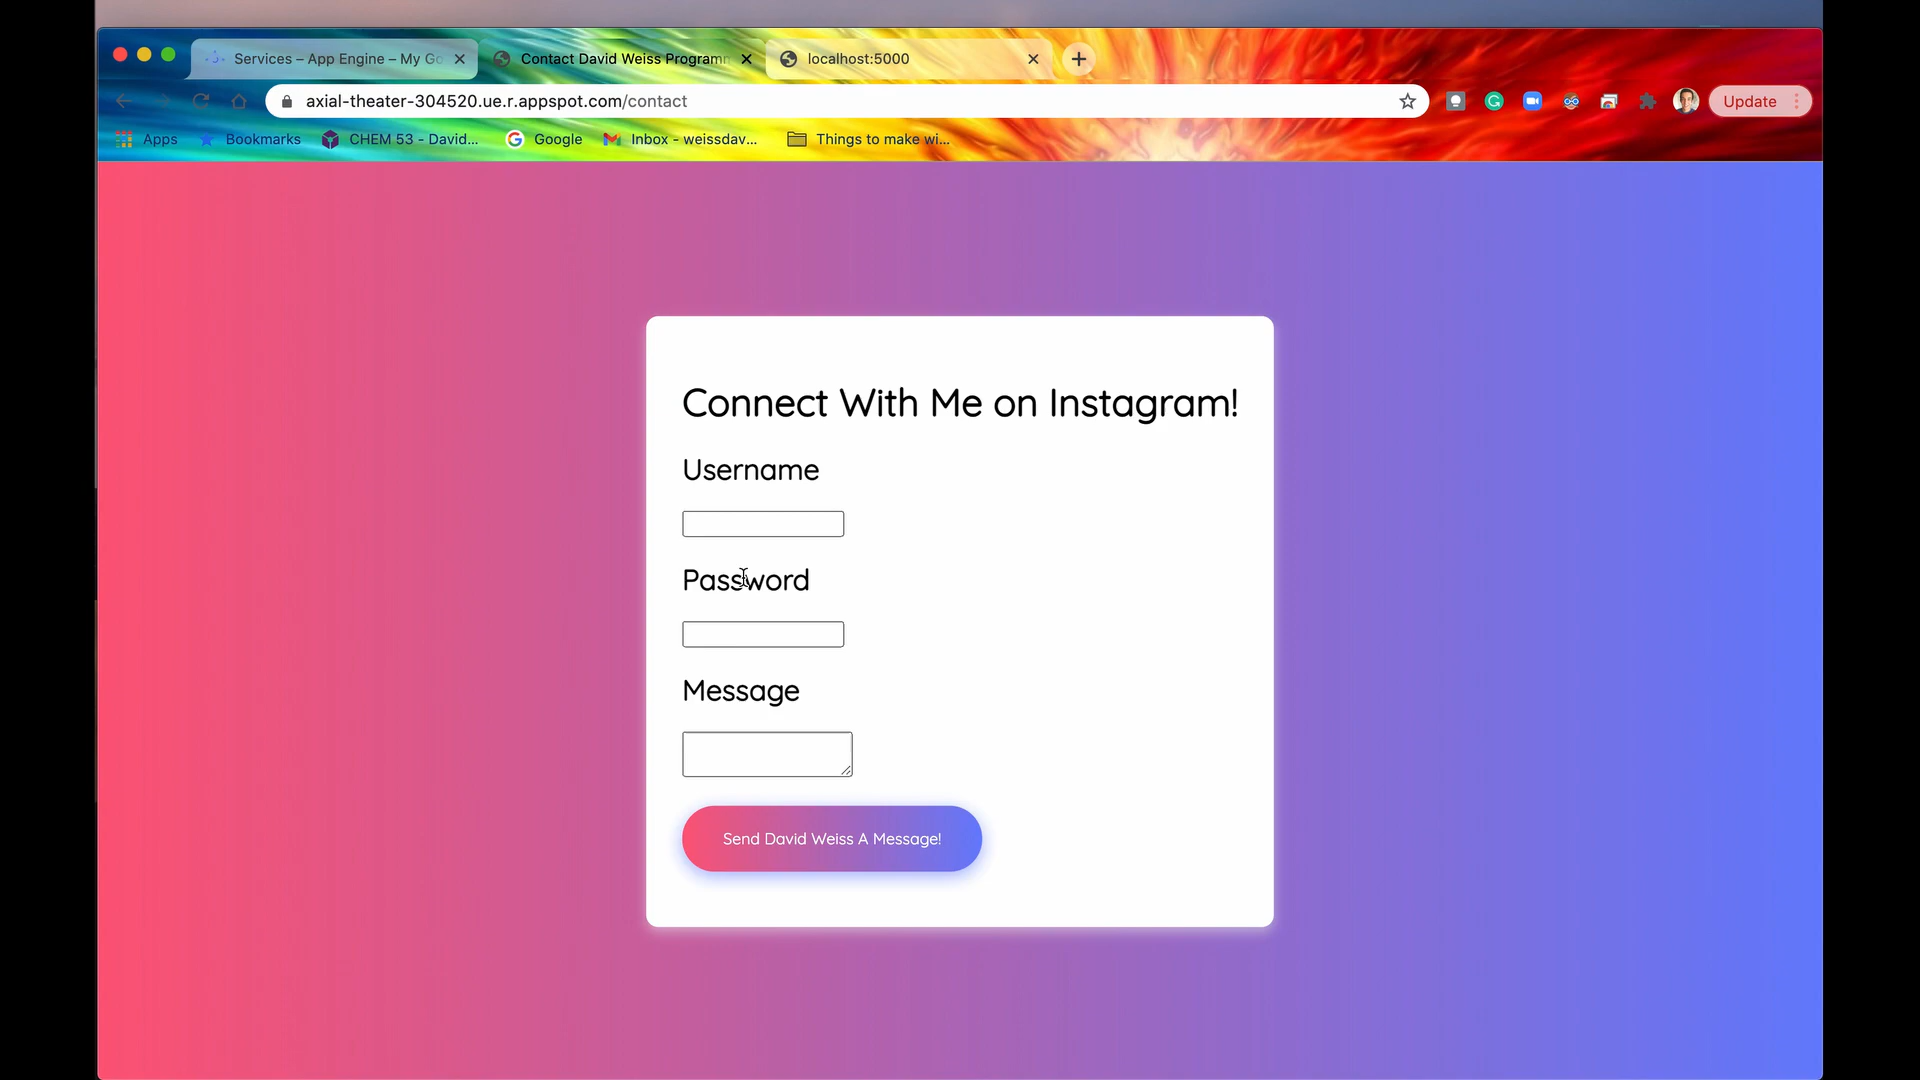 Services – App Engine – My Go
Contact David Weiss Programm
localhost:5000
axial-theater-304520.ue.r.appspot.com/contact
Update
Apps
Bookmarks
CHEM 53 - David...
Google
Inbox - weissdav...
Things to make wi...
Connect With Me on Instagram!
Username
Password
Message
Send David Weiss A Message!